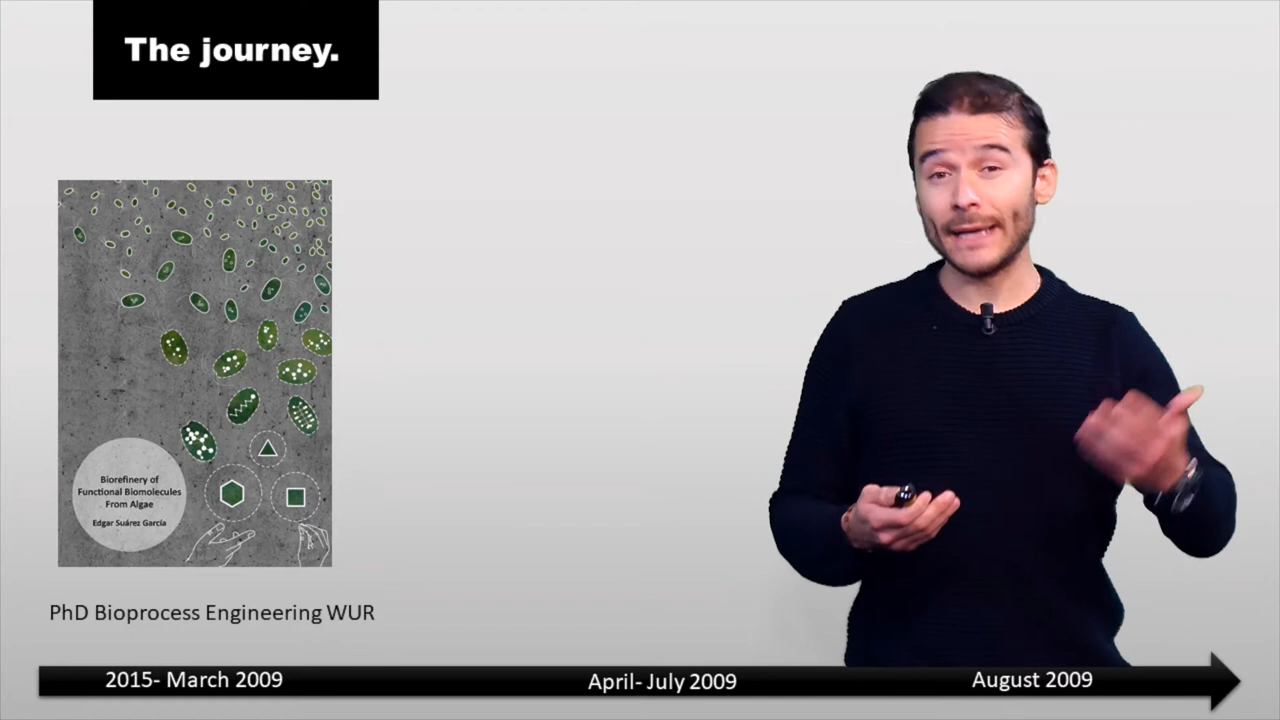 The journey.
Biorefinery of
Functional Biomolecules
From Algae
Edgar Suárez García
PhD Bioprocess Engineering WUR
2015- March 2009
April- July 2009
August 2009